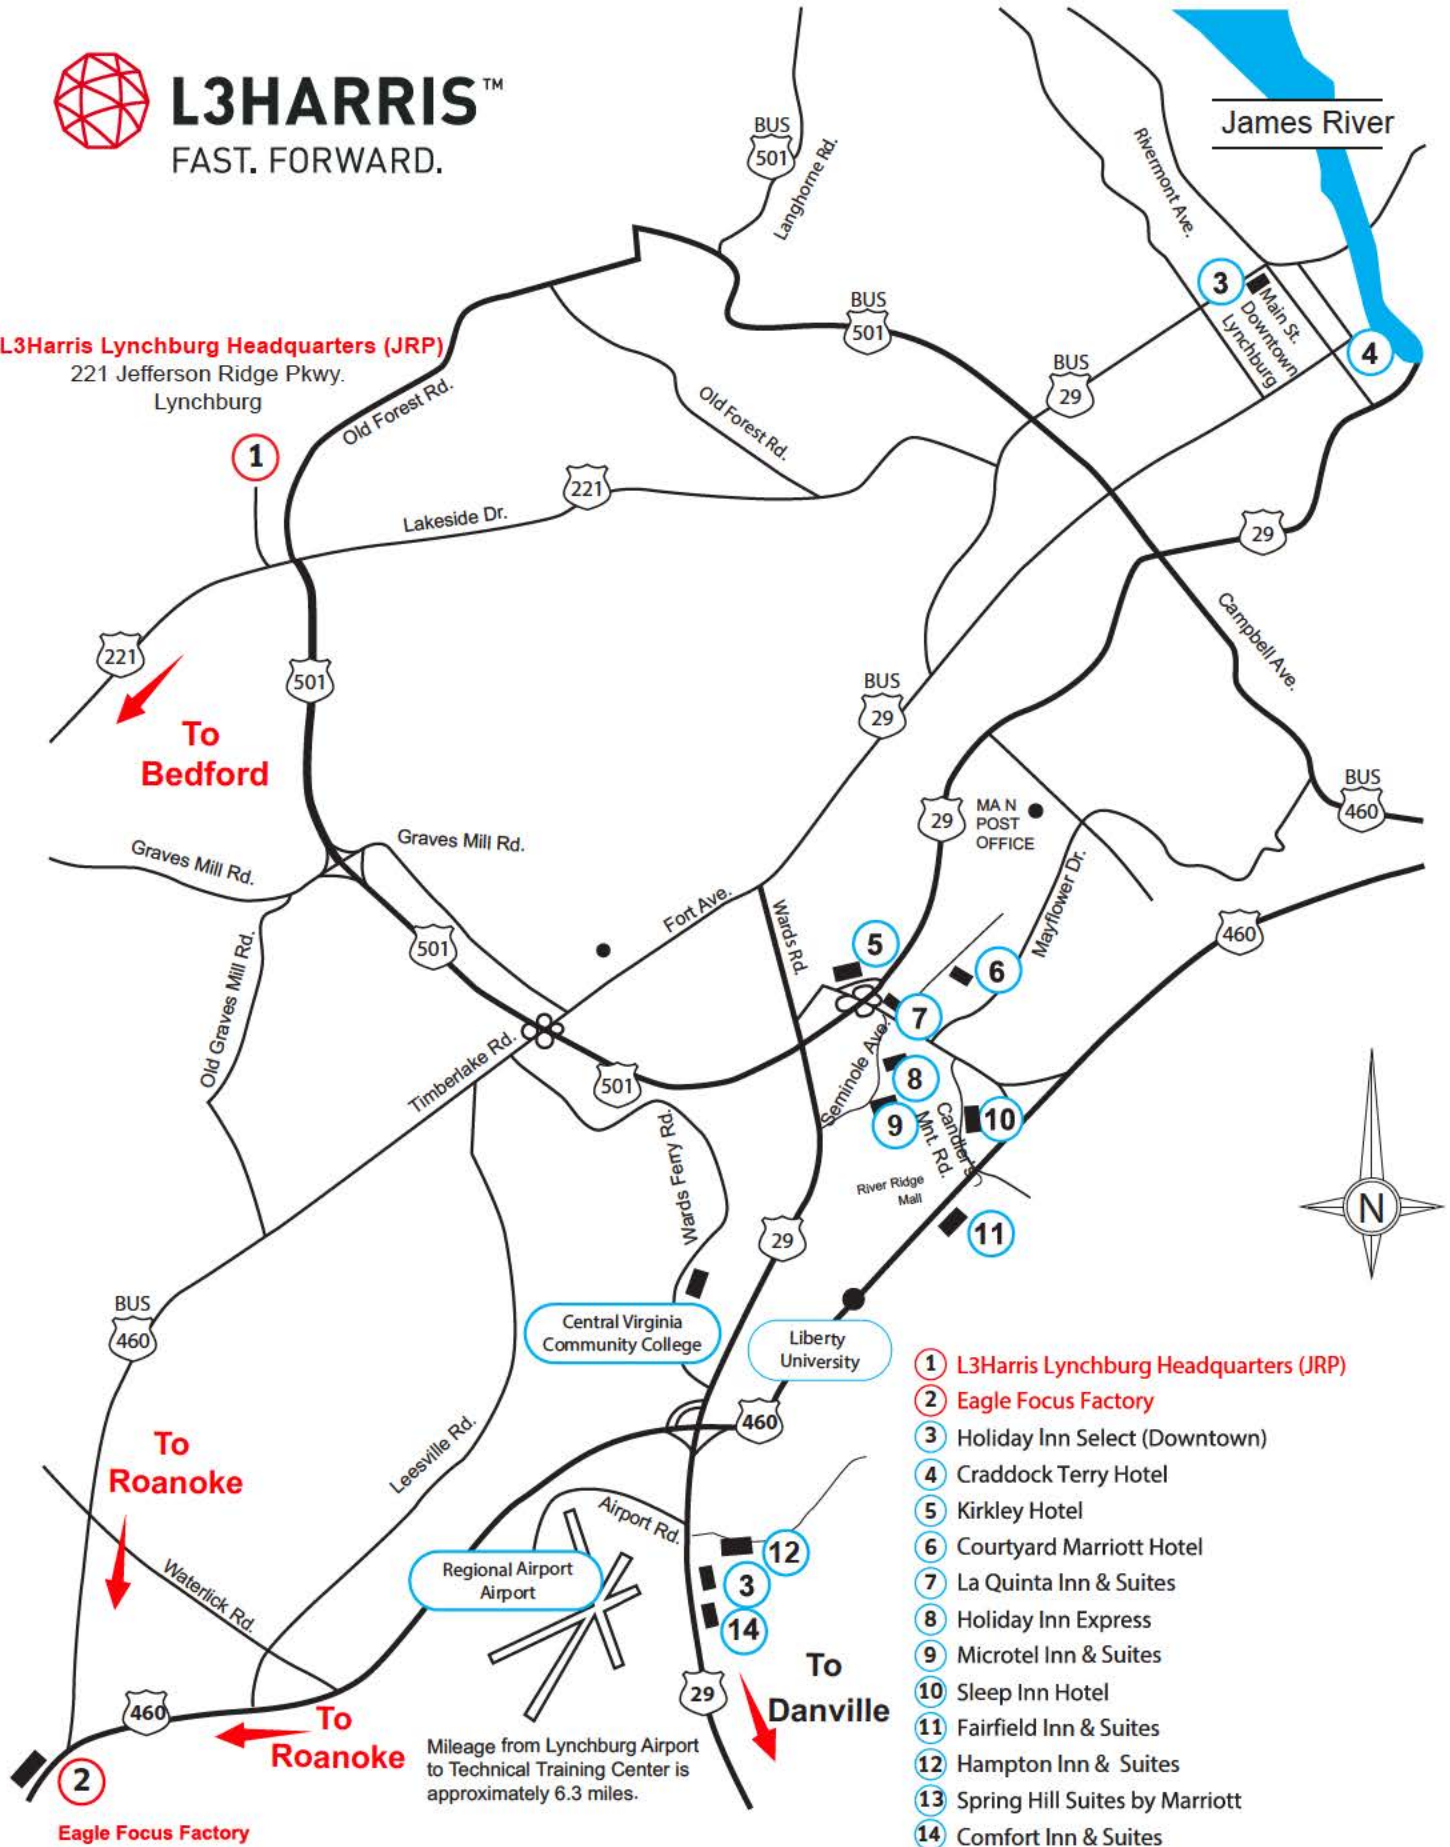 L3HARRIS™
FAST. FORWARD.
James River
BUS
501
Langhorne Rd.
Rivermont Ave.
3
Main St.
Downtown
Lynchburg
4
BUS
501
BUS
29
L3Harris Lynchburg Headquarters (JRP)
221 Jefferson Ridge Pkwy.
Lynchburg
1
Old Forest Rd.
Old Forest Rd.
221
Lakeside Dr.
29
221
501
Campbell Ave.
To
Bedford
BUS
29
BUS
460
29
MA N
POST
OFFICE
Graves Mill Rd.
Graves Mill Rd.
Mayflower Dr.
Fort Ave.
Wards Rd.
501
5
460
6
Old Graves Mill Rd.
7
Timberlake Rd.
501
Seminole Ave.
8
9
Candler's
Mnt. Rd.
10
Wards Ferry Rd.
River Ridge
Mall
11
N
29
BUS
460
Central Virginia
Community College
Liberty
University
460
To
Roanoke
Leesville Rd.
Airport Rd.
12
Regional Airport
Airport
3
14
Waterlick Rd.
To
Danville
29
460
To
Roanoke
Mileage from Lynchburg Airport
to Technical Training Center is
approximately 6.3 miles.
2
Eagle Focus Factory
1 L3Harris Lynchburg Headquarters (JRP)
2 Eagle Focus Factory
3 Holiday Inn Select (Downtown)
4 Craddock Terry Hotel
5 Kirkley Hotel
6 Courtyard Marriott Hotel
7 La Quinta Inn & Suites
8 Holiday Inn Express
9 Microtel Inn & Suites
10 Sleep Inn Hotel
11 Fairfield Inn & Suites
12 Hampton Inn & Suites
13 Spring Hill Suites by Marriott
14 Comfort Inn & Suites